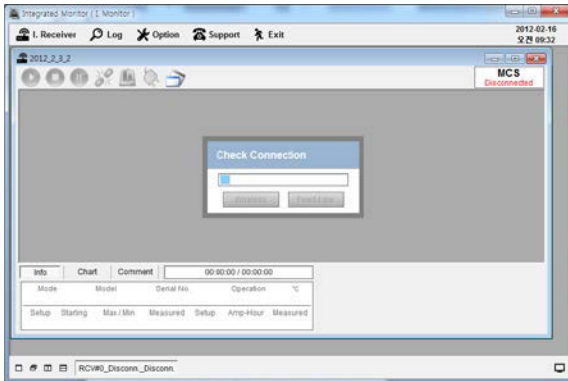 Integrated Monitor ( I. Monitor )
I. Receiver Log Option Support Exit
2012-02-16
오전 09:32
2012_2_3_2
MCS
Disconnected
Check Connection
Info Chart Comment 00:00:00 / 00:00:00
Mode Model Serial No. Operation ℃
Setup Starting Max / Min Measured Setup Amp-Hour Measured
RCV#0_Disconn._Disconn.